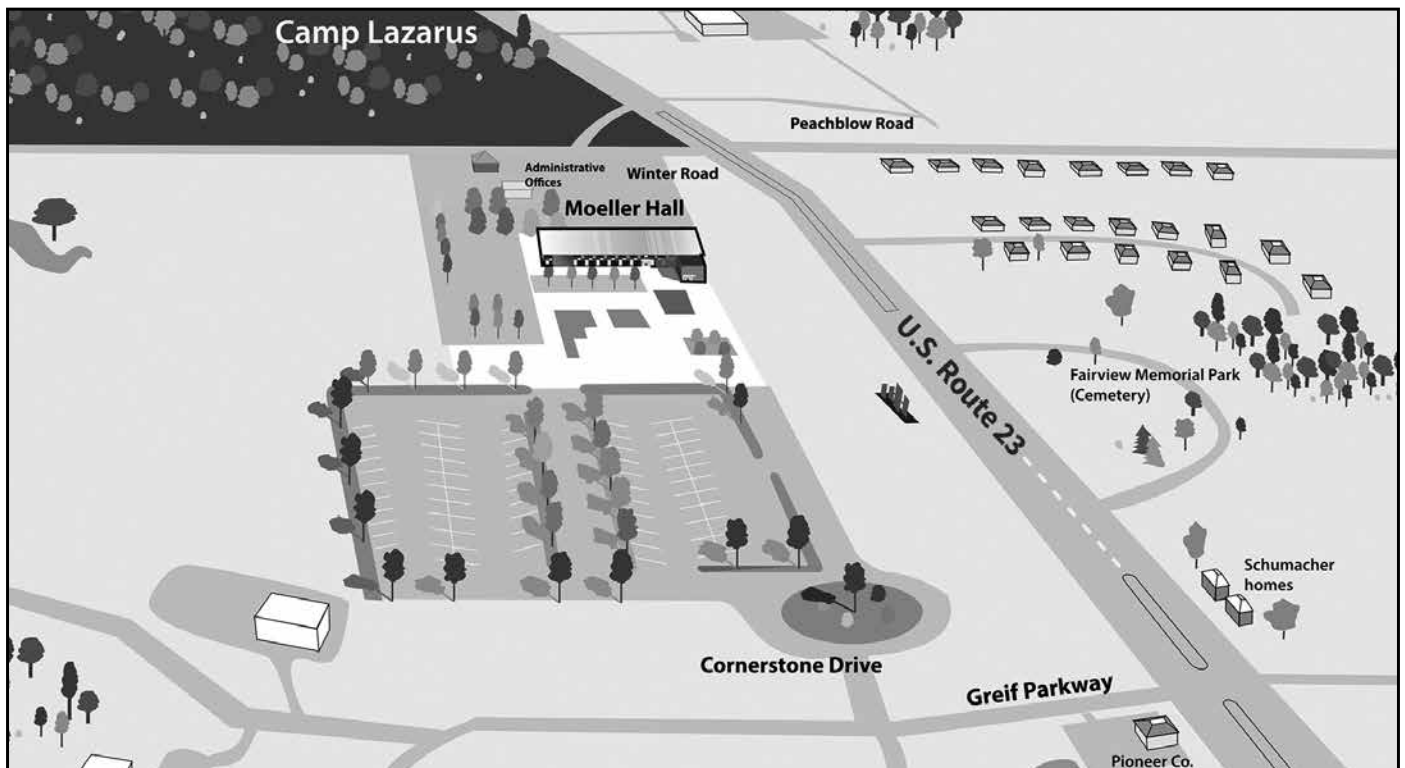 Camp Lazarus
Peachblow Road
Administrative
Offices
Winter Road
Moeller Hall
U.S. Route 23
Fairview Memorial Park
(Cemetery)
Schumacher
homes
Cornerstone Drive
Greif Parkway
Pioneer Co.